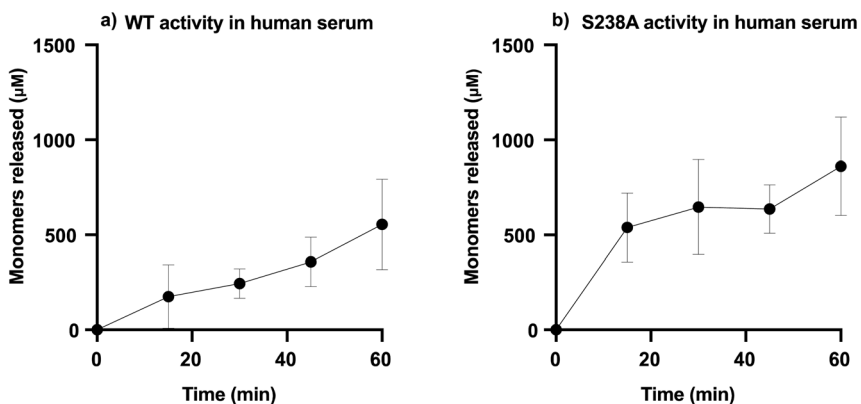 a) WT activity in human serum
Monomers released (µM)
1500
1000
500
0
0 20 40 60
Time (min)
b) S238A activity in human serum
Monomers released (µM)
1500
1000
500
0
0 20 40 60
Time (min)